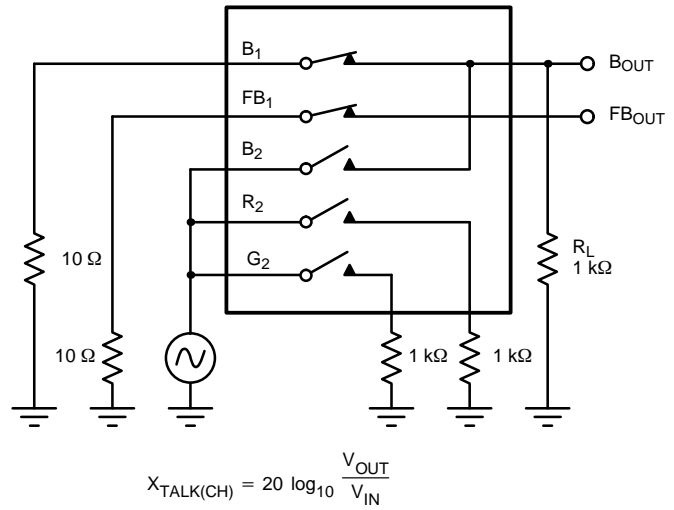 B1
BOUT
FB1
FBOUT
B2
R2
10 Ω
G2
RL
1 kΩ
10 Ω
1 kΩ
1 kΩ
XTALK(CH) = 20 log10 VOUT / VIN